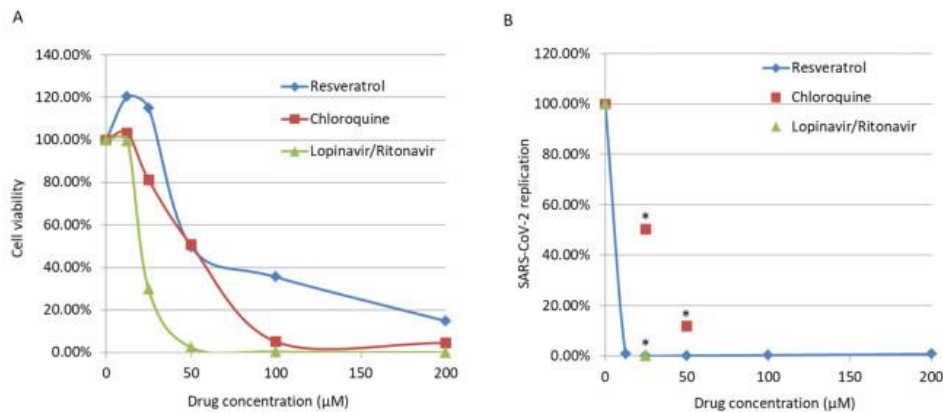 A
140.00%
120.00%
100.00%
80.00%
60.00%
40.00%
20.00%
0.00%
Cell viability
Resveratrol
Chloroquine
Lopinavir/Ritonavir
0 50 100 150 200
Drug concentration (µM)
B
120.00%
100.00%
80.00%
60.00%
40.00%
20.00%
0.00%
SARS-CoV-2 replication
Resveratrol
Chloroquine
Lopinavir/Ritonavir
*
*
*
0 50 100 150 200
Drug concentration (µM)